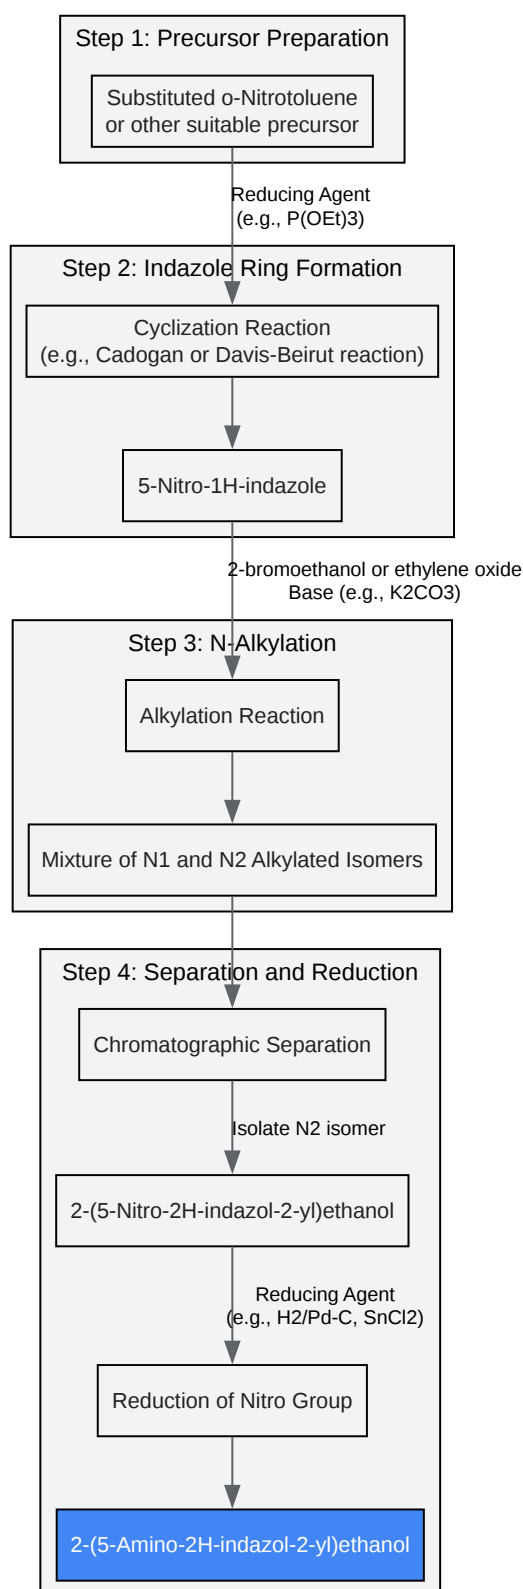 Step 1: Precursor Preparation
Substituted o-Nitrotoluene
or other suitable precursor
Reducing Agent
(e.g., P(OEt)3)
Step 2: Indazole Ring Formation
Cyclization Reaction
(e.g., Cadogan or Davis-Beirut reaction)
5-Nitro-1H-indazole
2-bromoethanol or ethylene oxide
Base (e.g., K2CO3)
Step 3: N-Alkylation
Alkylation Reaction
Mixture of N1 and N2 Alkylated Isomers
Step 4: Separation and Reduction
Chromatographic Separation
Isolate N2 isomer
2-(5-Nitro-2H-indazol-2-yl)ethanol
Reducing Agent
(e.g., H2/Pd-C, SnCl2)
Reduction of Nitro Group
2-(5-Amino-2H-indazol-2-yl)ethanol